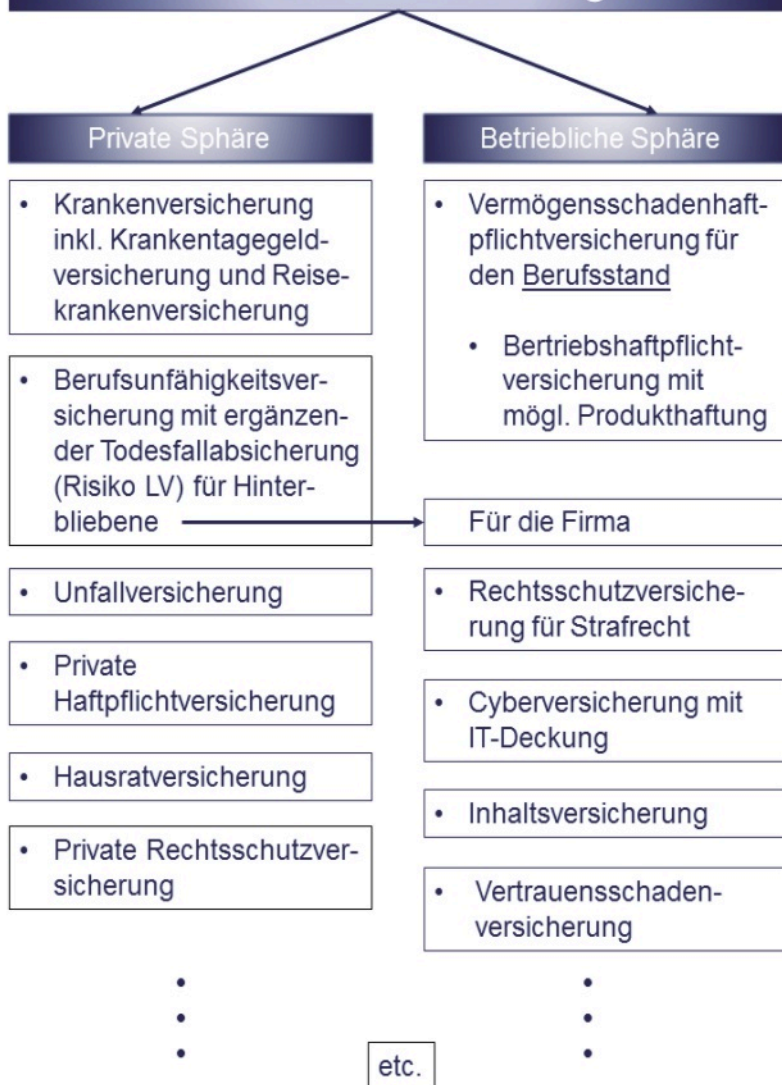 Private Sphäre
• Krankenversicherung
inkl. Krankentagegeld-
versicherung und Reise-
krankenversicherung
• Berufsunfähigkeitsver-
sicherung mit ergänzen-
der Todesfallabsicherung
(Risiko LV) für Hinter-
bliebene
• Unfallversicherung
• Private
Haftpflichtversicherung
• Hausratversicherung
• Private Rechtsschutzver-
sicherung
Betriebliche Sphäre
• Vermögensschadenhaft-
pflichtversicherung für
den Berufsstand
• Bertriebshaftpflicht-
versicherung mit
mögl. Produkthaftung
Für die Firma
• Rechtsschutzversiche-
rung für Strafrecht
• Cyberversicherung mit
IT-Deckung
• Inhaltsversicherung
• Vertrauensschaden-
versicherung
etc.